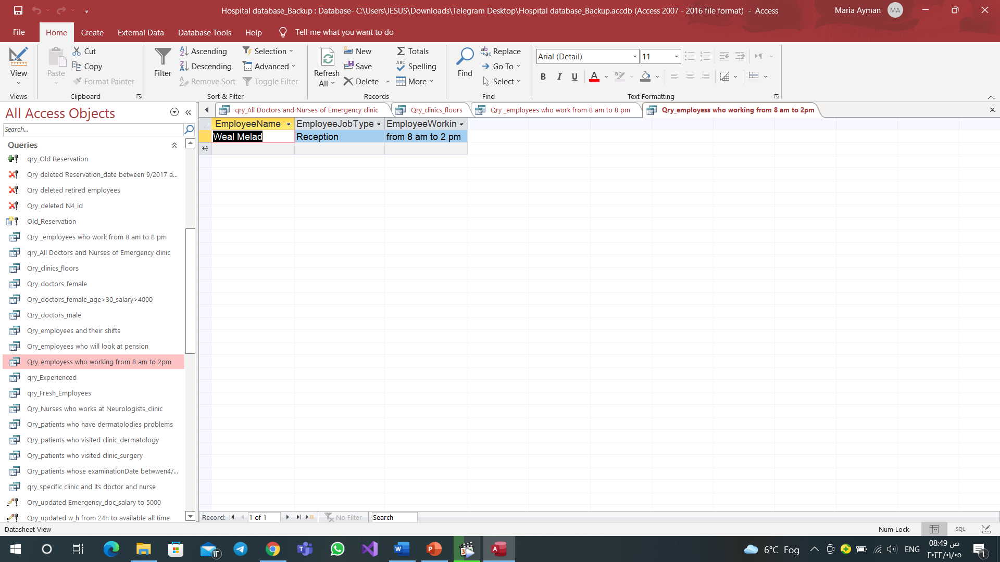 Hospital database_Backup : Database- C:\Users\JESUS\Downloads\Telegram Desktop\Hospital database_Backup.accdb (Access 2007 - 2016 file format)  -  Access
Maria Ayman
MA
File
Home
Create
External Data
Database Tools
Help
Tell me what you want to do
View
Views
Paste
Cut
Copy
Format Painter
Clipboard
Filter
Ascending
Descending
Remove Sort
Selection
Advanced
Toggle Filter
Sort & Filter
Refresh
All
New
Save
Delete
Totals
Spelling
More
Records
Find
Replace
Go To
Select
Find
Arial (Detail)
11
B I U
Text Formatting
All Access Objects
Search...
Queries
qry_Old Reservation
Qry deleted Reservation_date between 9/2017 a...
Qry deleted retired employees
Qry_deleted N4_id
Old_Reservation
Qry _employees who work from 8 am to 8 pm
qry_All Doctors and Nurses of Emergency clinic
Qry_clinics_floors
Qry_doctors_female
Qry_doctors_female_age>30_salary>4000
Qry_doctors_male
Qry_employees and their shifts
Qry_employees who will look at pension
Qry_employess who working from 8 am to 2pm
qry_Experienced
qry_Fresh_Employees
Qry_Nurses who works at Neurologists_clinic
Qry_patients who have dermatolodies problems
Qry_patients who visited clinic_dermatology
Qry_patients who visited clinic_surgery
Qry_patients whose examinationDate betwwen4/...
qry_specific clinic and its doctor and nurse
Qry_updated Emergency_doc_salary to 5000
Qry_updated w_h from 24h to available all time
qry_All Doctors and Nurses of Emergency clinic
Qry_clinics_floors
Qry _employees who work from 8 am to 8 pm
Qry_employess who working from 8 am to 2pm
EmployeeName
EmployeeJobType
EmployeeWorkin
Weal Melad
Reception
from 8 am to 2 pm
Record:
1 of 1
No Filter
Search
Datasheet View
Num Lock
SQL
6°C Fog
ENG
08:49 ص
٢٠٢٢/٠١/٠٥
١٣
١